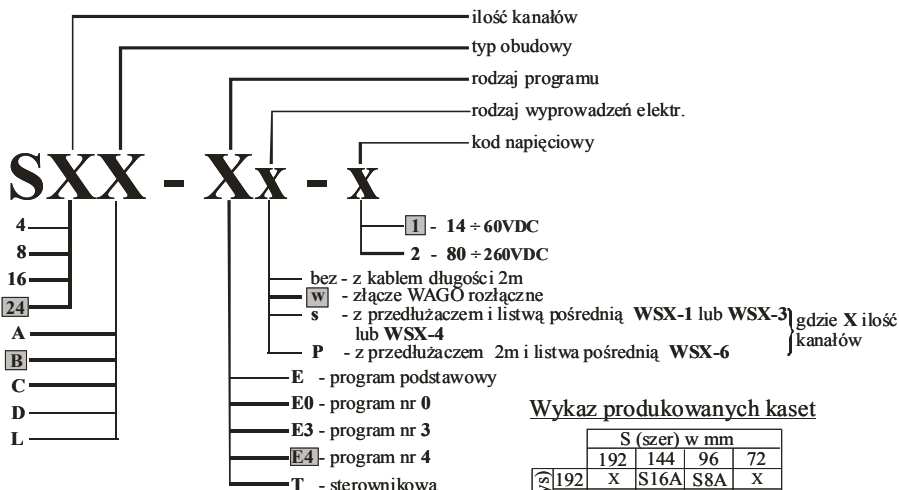 ilość kanałów
typ obudowy
rodzaj programu
rodzaj wyprowadzeń elektr.
kod napięciowy
SXX - Xx - x
4
8
16
24
A
B
C
D
L
1 - 14 ÷ 60VDC
2 - 80 ÷ 260VDC
bez - z kablem długości 2m
w - złącze WAGO rozłączne
s - z przedłużaczem i listwą pośrednią WSX-1 lub WSX-3
lub WSX-4
P - z przedłużaczem 2m i listwa pośrednią WSX-6
gdzie X ilość
kanałów
E - program podstawowy
E0 - program nr 0
E3 - program nr 3
E4 - program nr 4
T - sterownikowa
Wykaz produkowanych kaset
S (szer) w mm
192 144 96 72
192 X S16A S8A X